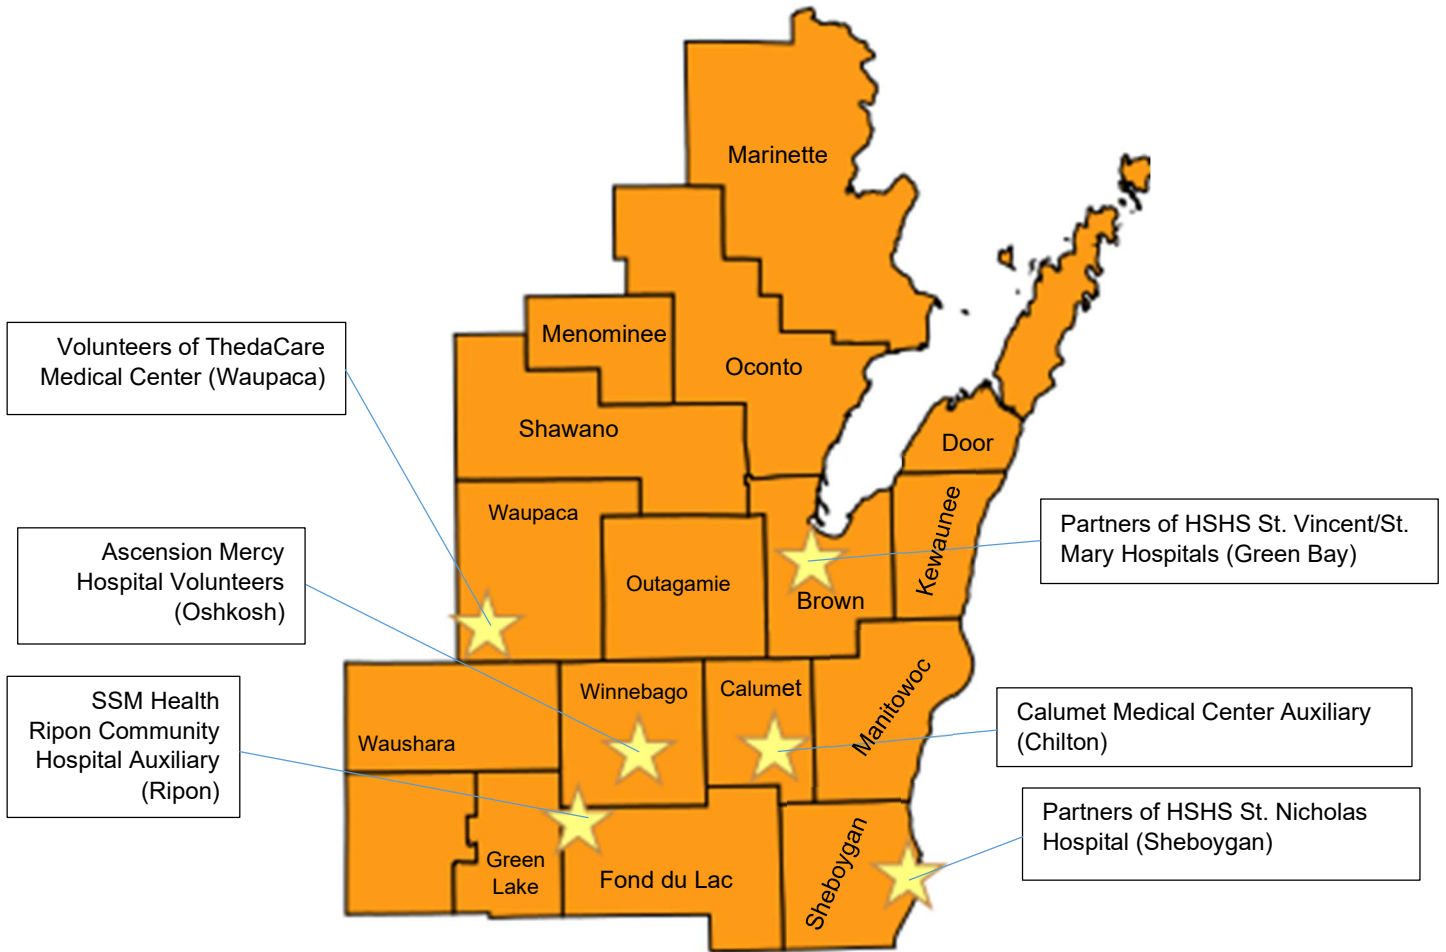 Marinette
Menominee
Oconto
Shawano
Door
Waupaca
Kewaunee
Outagamie
Brown
Winnebago
Calumet
Manitowoc
Waushara
Green
Lake
Fond du Lac
Sheboygan
Volunteers of ThedaCare
Medical Center (Waupaca)
Ascension Mercy
Hospital Volunteers
(Oshkosh)
SSM Health
Ripon Community
Hospital Auxiliary
(Ripon)
Partners of HSHS St. Vincent/St.
Mary Hospitals (Green Bay)
Calumet Medical Center Auxiliary
(Chilton)
Partners of HSHS St. Nicholas
Hospital (Sheboygan)